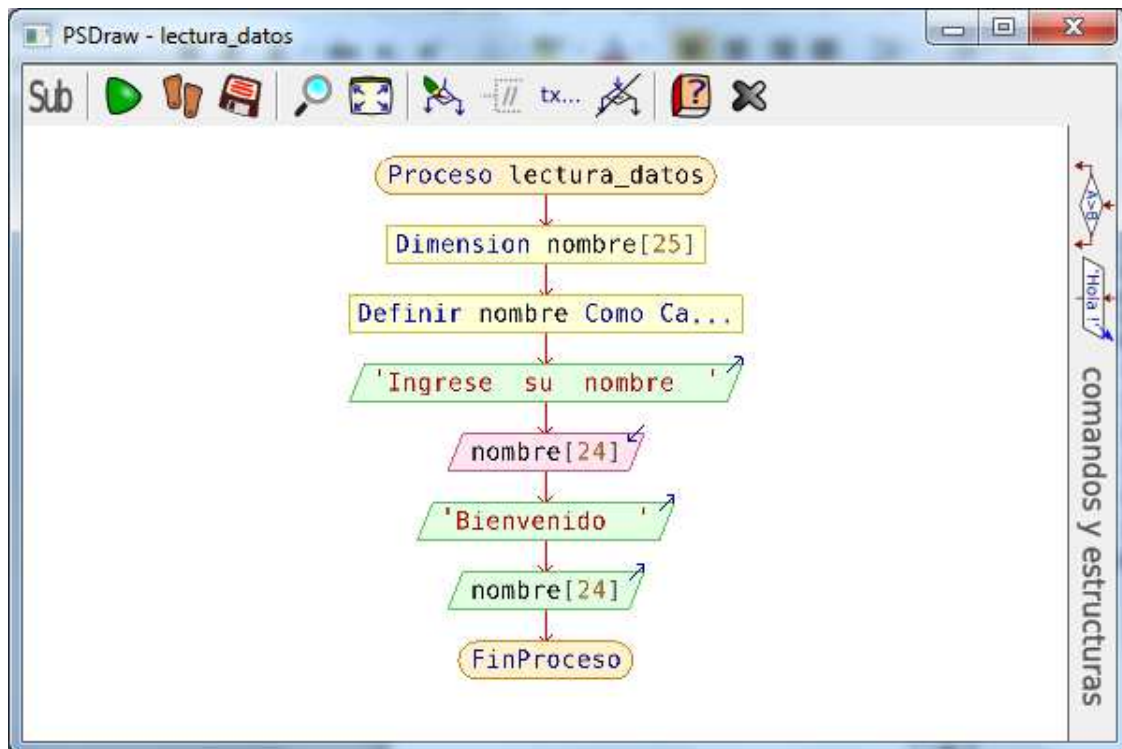 PSDraw - lectura_datos
Sub
tx...
Proceso lectura_datos
Dimension nombre[25]
Definir nombre Como Ca...
'Ingrese su nombre '
nombre[24]
'Bienvenido '
nombre[24]
FinProceso
A>B
'Hola !'
comandos y estructuras